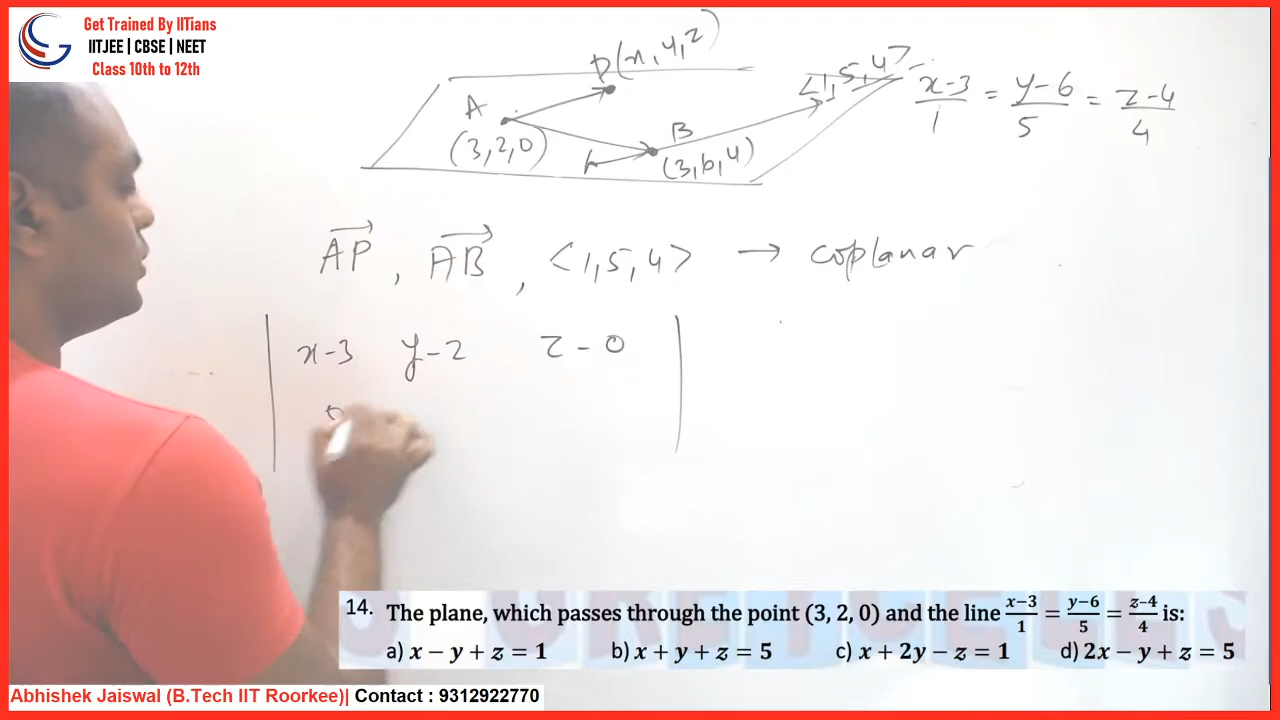 Get Trained By IITians
IITJEE | CBSE | NEET
Class 10th to 12th
P(x, y, z)
A
(3, 2, 0)
B
(3, 6, 4)
<1, 5, 4>
x-3/1 = y-6/5 = z-4/4
AP, AB, <1, 5, 4> → coplanar
x-3 y-2 z-0
14. The plane, which passes through the point (3, 2, 0) and the line x−3/1 = y−6/5 = z−4/4 is:
a) x − y + z = 1 b) x + y + z = 5 c) x + 2y − z = 1 d) 2x − y + z = 5
Abhishek Jaiswal (B.Tech IIT Roorkee)| Contact : 9312922770